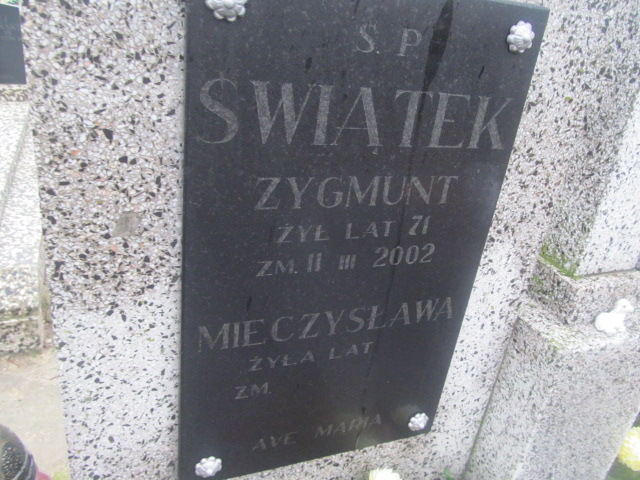 Ś. P
ŚWIĄTEK
ZYGMUNT
ŻYŁ LAT 71
ZM. 11 III 2002
MIECZYSŁAWA
ŻYŁA LAT
ZM.
AVE MARIA